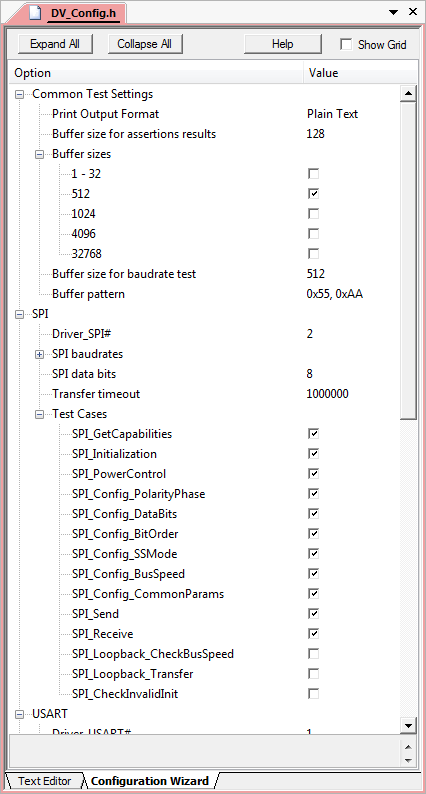 DV_Config.h
Expand All Collapse All Help Show Grid
Option Value
Common Test Settings
Print Output Format Plain Text
Buffer size for assertions results 128
Buffer sizes
1 - 32
512
1024
4096
32768
Buffer size for baudrate test 512
Buffer pattern 0x55, 0xAA
SPI
Driver_SPI# 2
SPI baudrates
SPI data bits 8
Transfer timeout 1000000
Test Cases
SPI_GetCapabilities
SPI_Initialization
SPI_PowerControl
SPI_Config_PolarityPhase
SPI_Config_DataBits
SPI_Config_BitOrder
SPI_Config_SSMode
SPI_Config_BusSpeed
SPI_Config_CommonParams
SPI_Send
SPI_Receive
SPI_Loopback_CheckBusSpeed
SPI_Loopback_Transfer
SPI_CheckInvalidInit
USART
Driver_USART# 1
Text Editor Configuration Wizard